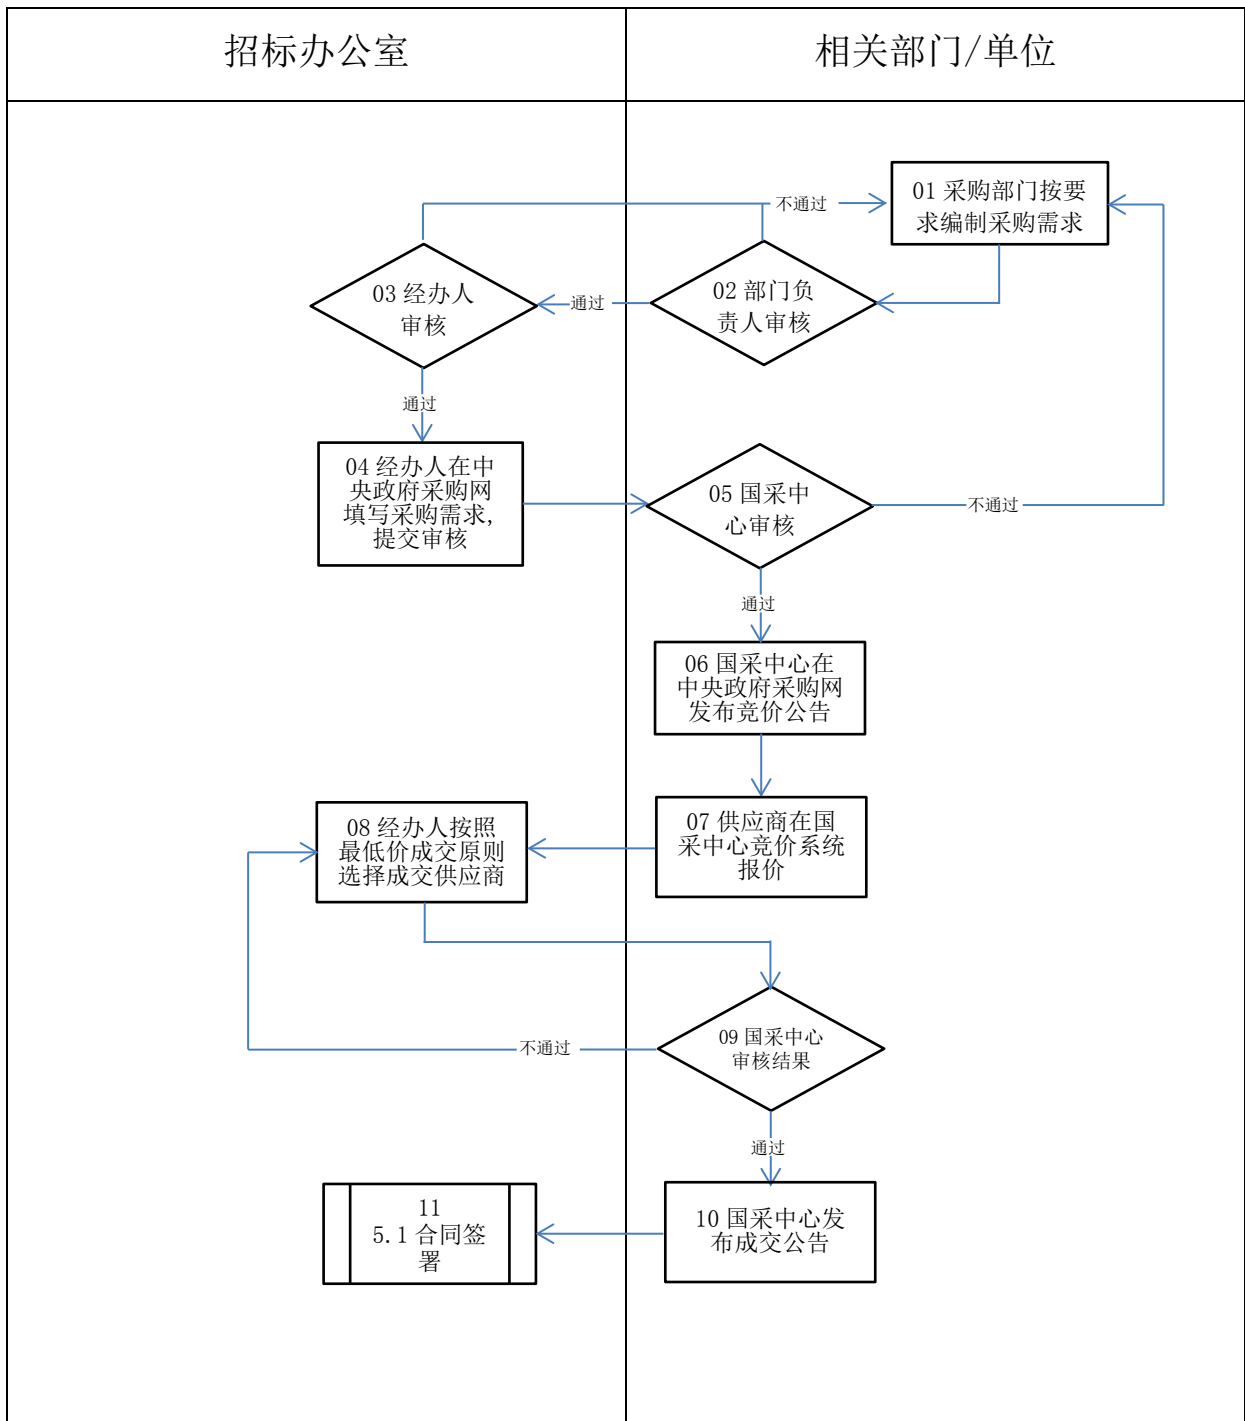 招标办公室
相关部门/单位
01 采购部门按要
求编制采购需求
不通过
02 部门负
责人审核
通过
03 经办人
审核
通过
04 经办人在中
央政府采购网
填写采购需求,
提交审核
05 国采中
心审核
不通过
通过
06 国采中心在
中央政府采购网
发布竞价公告
07 供应商在国
采中心竞价系统
报价
08 经办人按照
最低价成交原则
选择成交供应商
09 国采中心
审核结果
不通过
通过
10 国采中心发
布成交公告
11
5.1 合同签
署